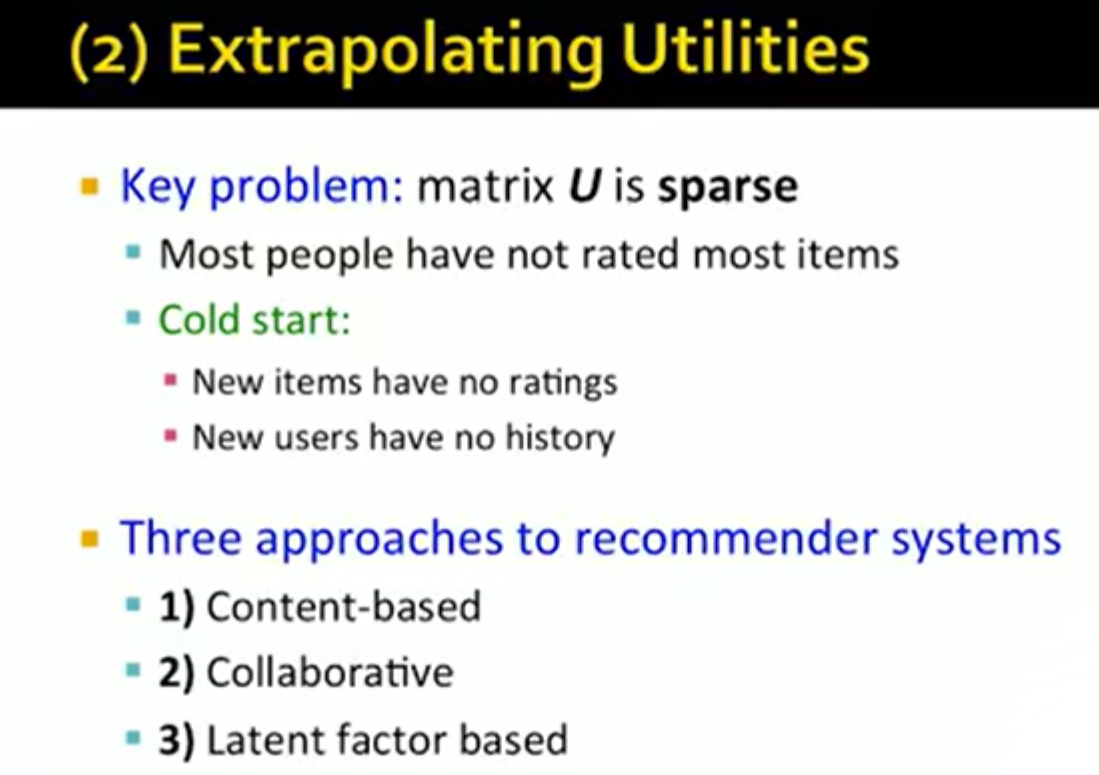 (2) Extrapolating Utilities
Key problem: matrix U is sparse
Most people have not rated most items
Cold start:
New items have no ratings
New users have no history
Three approaches to recommender systems
1) Content-based
2) Collaborative
3) Latent factor based